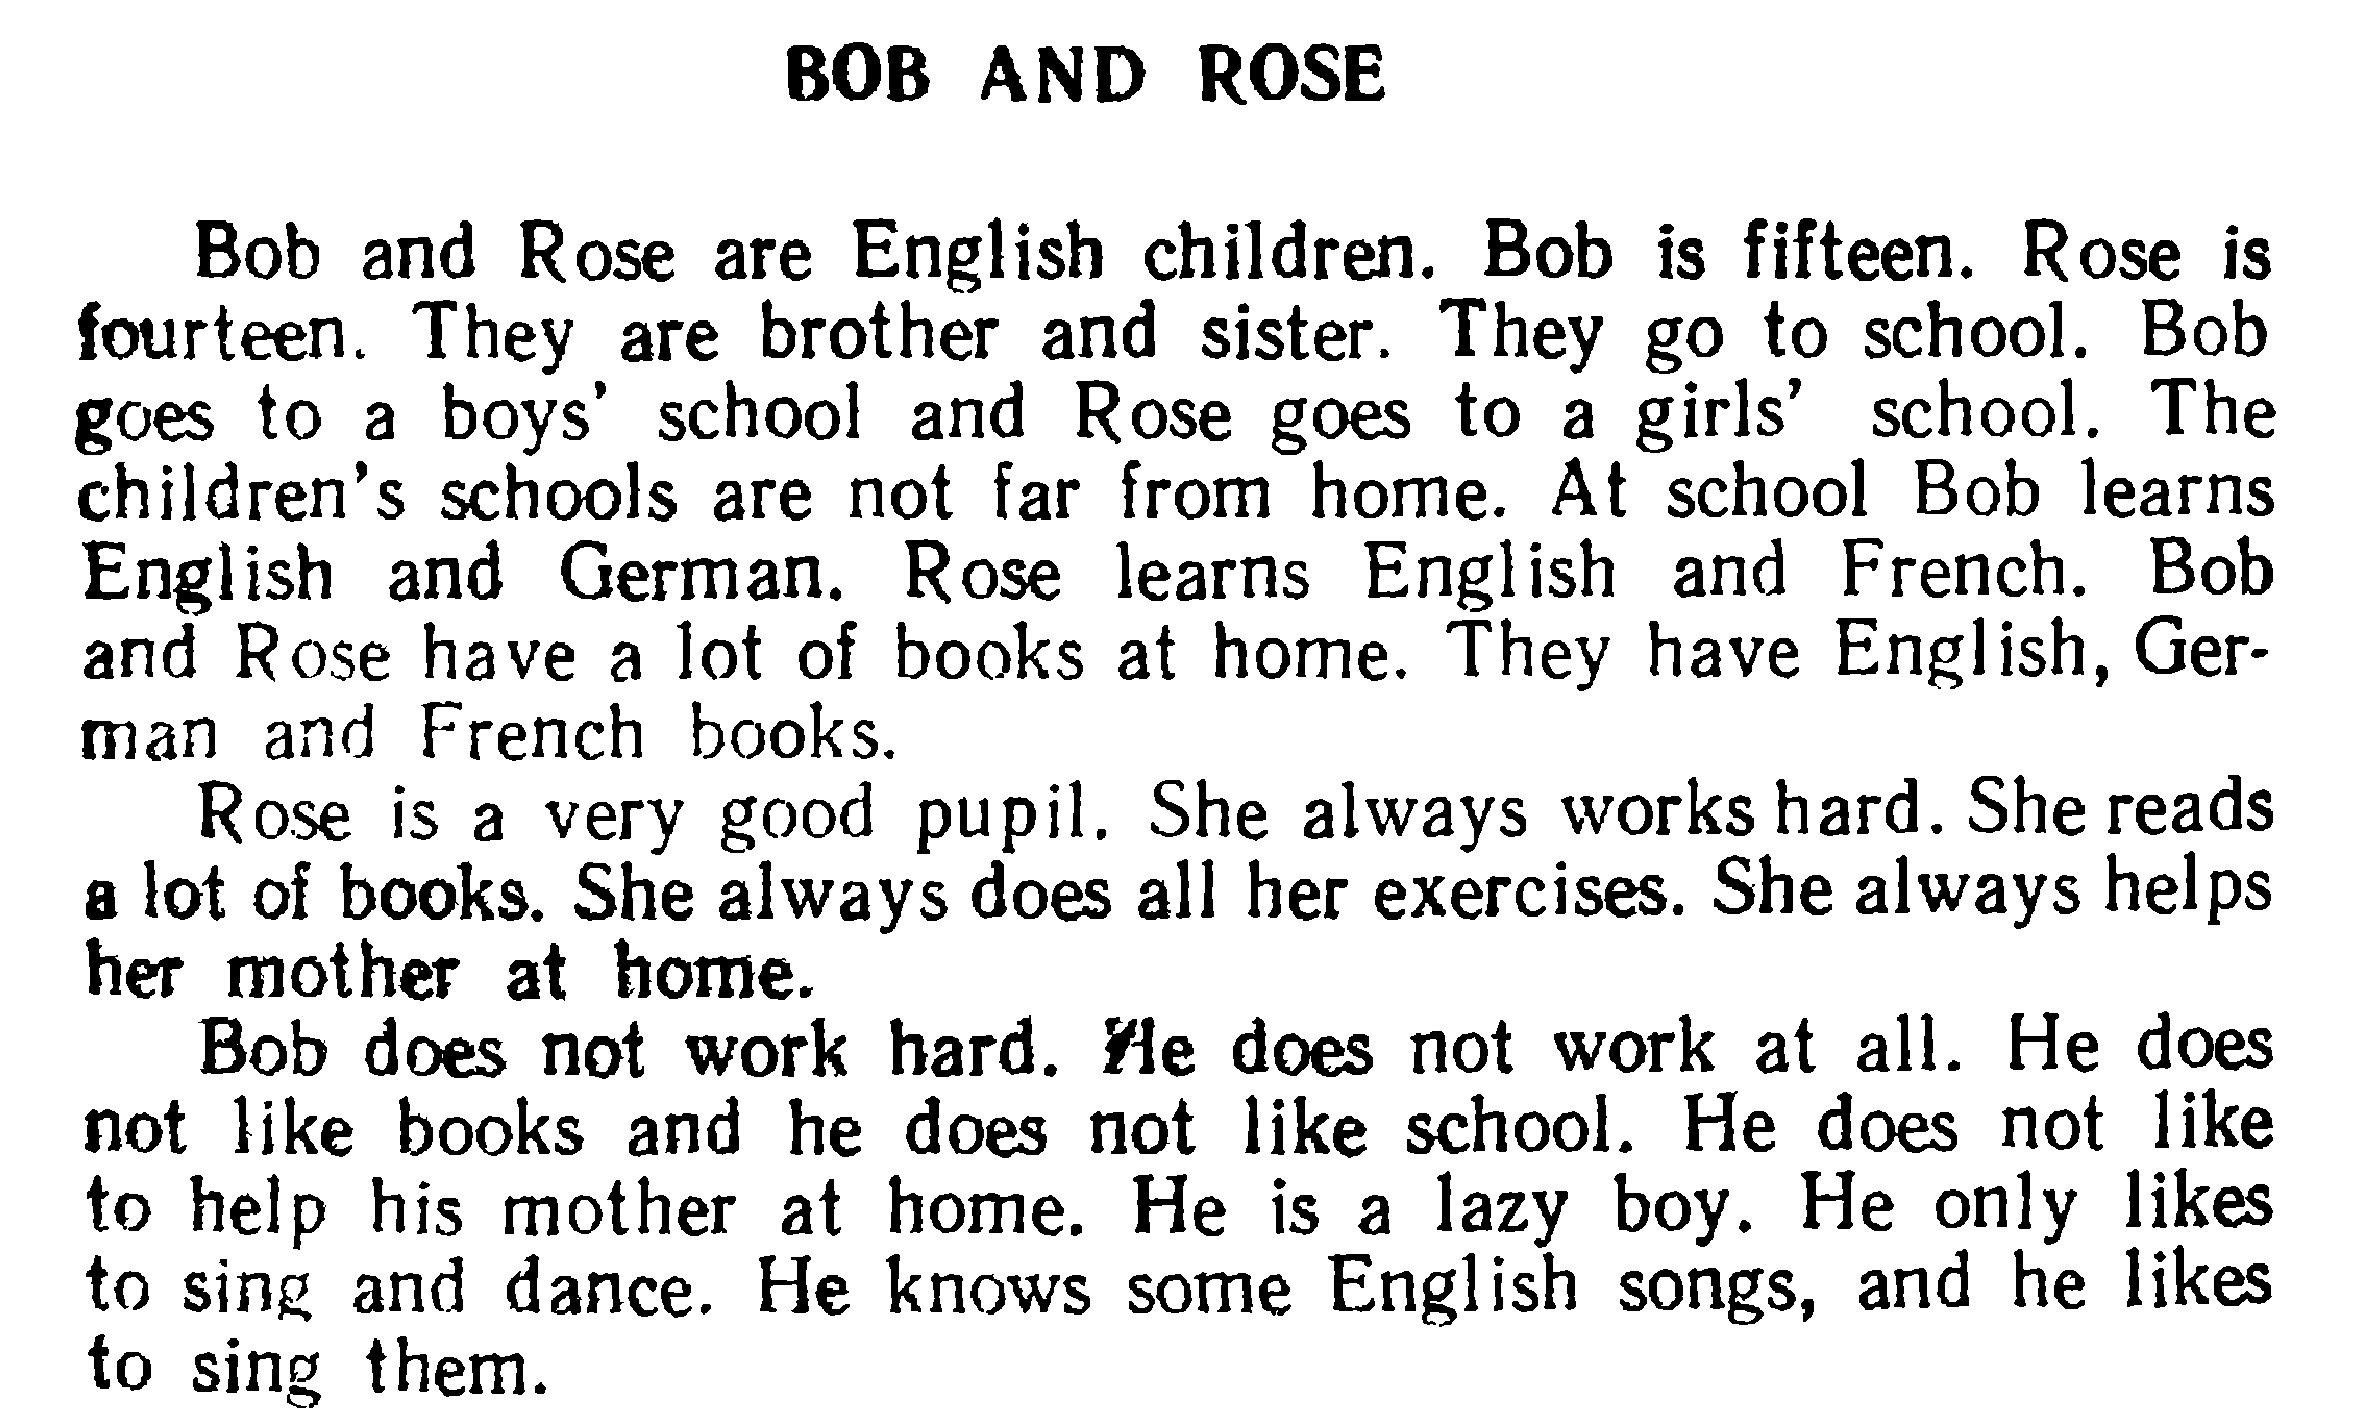 BOB AND ROSE
Bob and Rose are English children. Bob is fifteen. Rose is
fourteen. They are brother and sister. They go to school. Bob
goes to a boys' school and Rose goes to a girls' school. The
children's schools are not far from home. At school Bob learns
English and German. Rose learns English and French. Bob
and Rose have a lot of books at home. They have English, Ger-
man and French books.
Rose is a very good pupil. She always works hard. She reads
a lot of books. She always does all her exercises. She always helps
her mother at home.
Bob does not work hard. He does not work at all. He does
not like books and he does not like school. He does not like
to help his mother at home. He is a lazy boy. He only likes
to sing and dance. He knows some English songs, and he likes
to sing them.